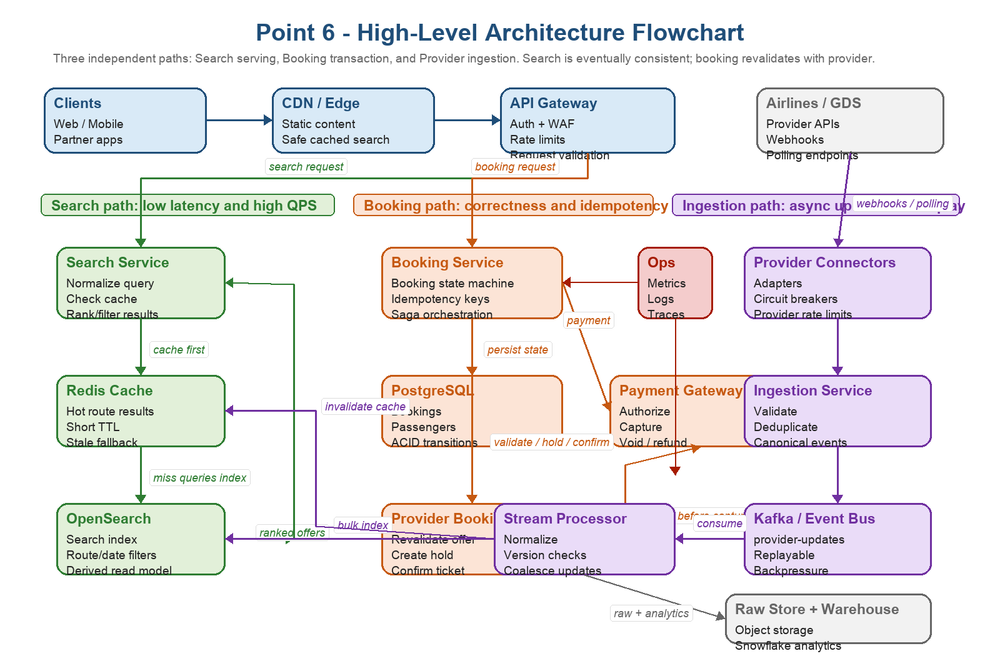 Point 6 - High-Level Architecture Flowchart
Three independent paths: Search serving, Booking transaction, and Provider ingestion. Search is eventually consistent; booking revalidates with provider.
Clients
Web / Mobile
Partner apps
CDN / Edge
Static content
Safe cached search
API Gateway
Auth + WAF
Rate limits
Request validation
Airlines / GDS
Provider APIs
Webhooks
Polling endpoints
search request
booking request
Search path: low latency and high QPS
Booking path: correctness and idempotency
Ingestion path: async
webhooks / polling
Search Service
Normalize query
Check cache
Rank/filter results
Booking Service
Booking state machine
Idempotency keys
Saga orchestration
Ops
Metrics
Logs
Traces
Provider Connectors
Adapters
Circuit breakers
Provider rate limits
payment
cache first
persist state
Redis Cache
Hot route results
Short TTL
Stale fallback
invalidate cache
PostgreSQL
Bookings
Passengers
ACID transitions
validate / hold / confirm
Payment Gateway
Authorize
Capture
Void / refund
Ingestion Service
Validate
Deduplicate
Canonical events
miss queries index
OpenSearch
Search index
Route/date filters
Derived read model
ranked offers
bulk index
Provider
Revalidate offer
Create hold
Confirm ticket
Stream Processor
Normalize
Version checks
Coalesce updates
before
consume
Kafka / Event Bus
provider-updates
Replayable
Backpressure
raw + analytics
Raw Store + Warehouse
Object storage
Snowflake analytics